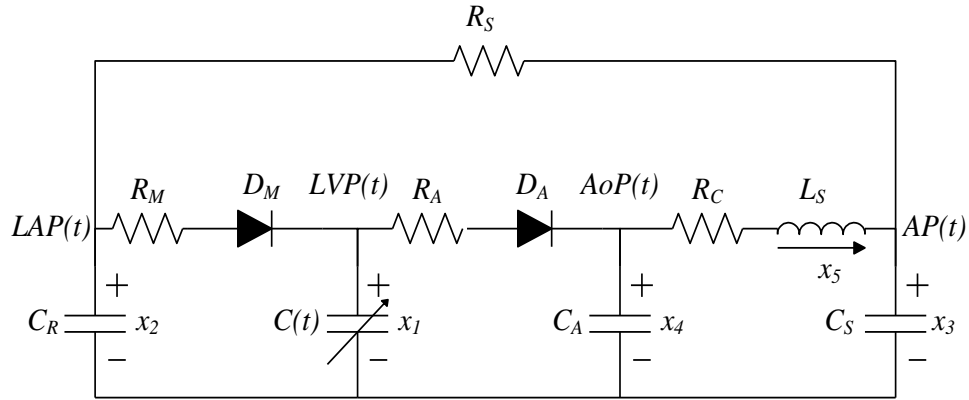 R_S
R_M D_M LVP(t) R_A D_A AoP(t) R_C L_S
LAP(t) AP(t)
x_5
+ + + +
C_R x_2 C(t) x_1 C_A x_4 C_S x_3
− − − −